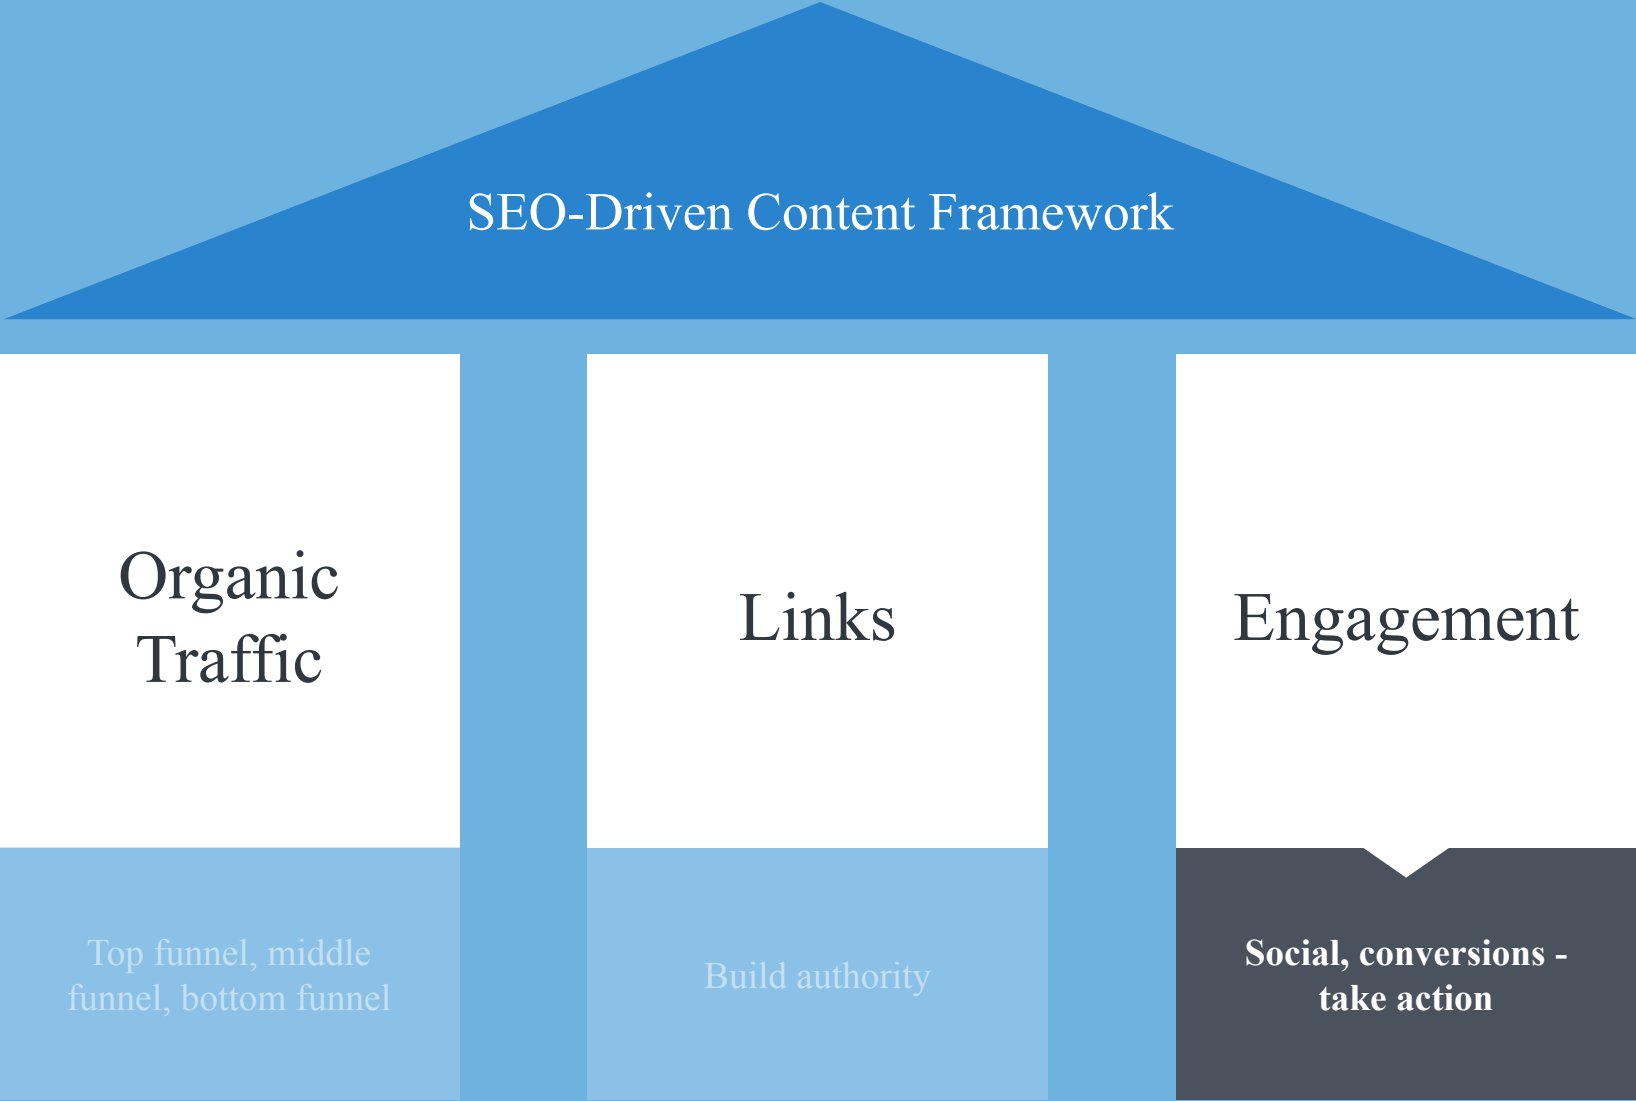 SEO-Driven Content Framework
Organic
Traffic
Links
Engagement
Top funnel, middle
funnel, bottom funnel
Build authority
Social, conversions -
take action